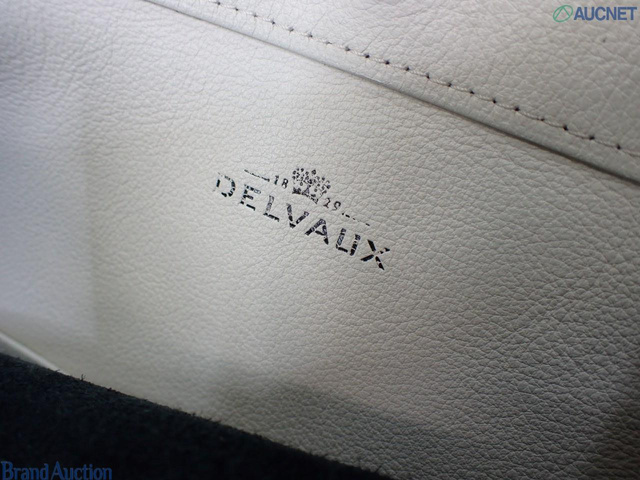 AUCNET
18 29
DELVAUX
Brand Auction